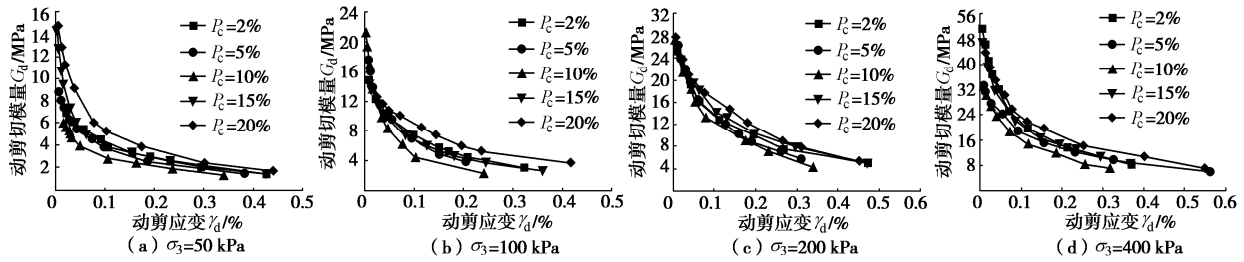 动剪切模量Gd/MPa
16
14
12
10
8
6
4
2
0
0.1
0.2
0.3
0.4
0.5
Pc=2%
Pc=5%
Pc=10%
Pc=15%
Pc=20%
动剪应变γd/%
(a) σ3=50 kPa
动剪切模量Gd/MPa
24
20
16
12
8
4
0
0.1
0.2
0.3
0.4
0.5
Pc=2%
Pc=5%
Pc=10%
Pc=15%
Pc=20%
动剪应变γd/%
(b) σ3=100 kPa
动剪切模量Gc/MPa
32
28
24
20
16
12
8
4
0
0.1
0.2
0.3
0.4
0.5
0.6
Pc=2%
Pc=5%
Pc=10%
Pc=15%
Pc=20%
动剪应变γd/%
(c) σ3=200 kPa
动剪切模量Gd/MPa
56
48
40
32
24
16
8
0
0.1
0.2
0.3
0.4
0.5
0.6
Pc=2%
Pc=5%
Pc=10%
Pc=15%
Pc=20%
动剪应变γd/%
(d) σ3=400 kPa